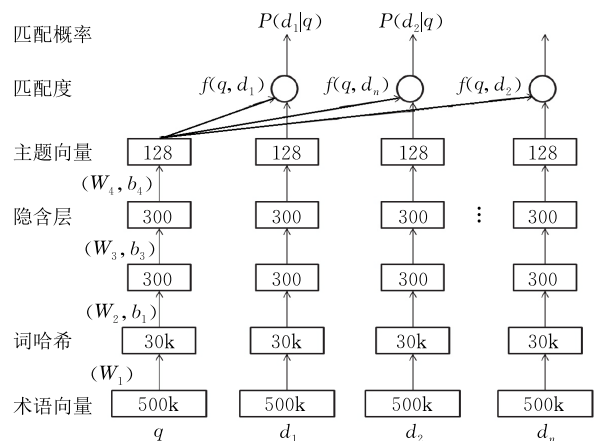 匹配概率 P(d₁|q) P(d₂|q)
匹配度 f(q,d₁) f(q,dₙ) f(q,d₂)
主题向量 128 128 128 128
(W₄,b₄)
隐含层 300 300 300 ⋮ 300
(W₃,b₃)
300 300 300 300
(W₂,b₁)
词哈希 30k 30k 30k 30k
(W₁)
术语向量 500k 500k 500k 500k
q d₁ d₂ dₙ